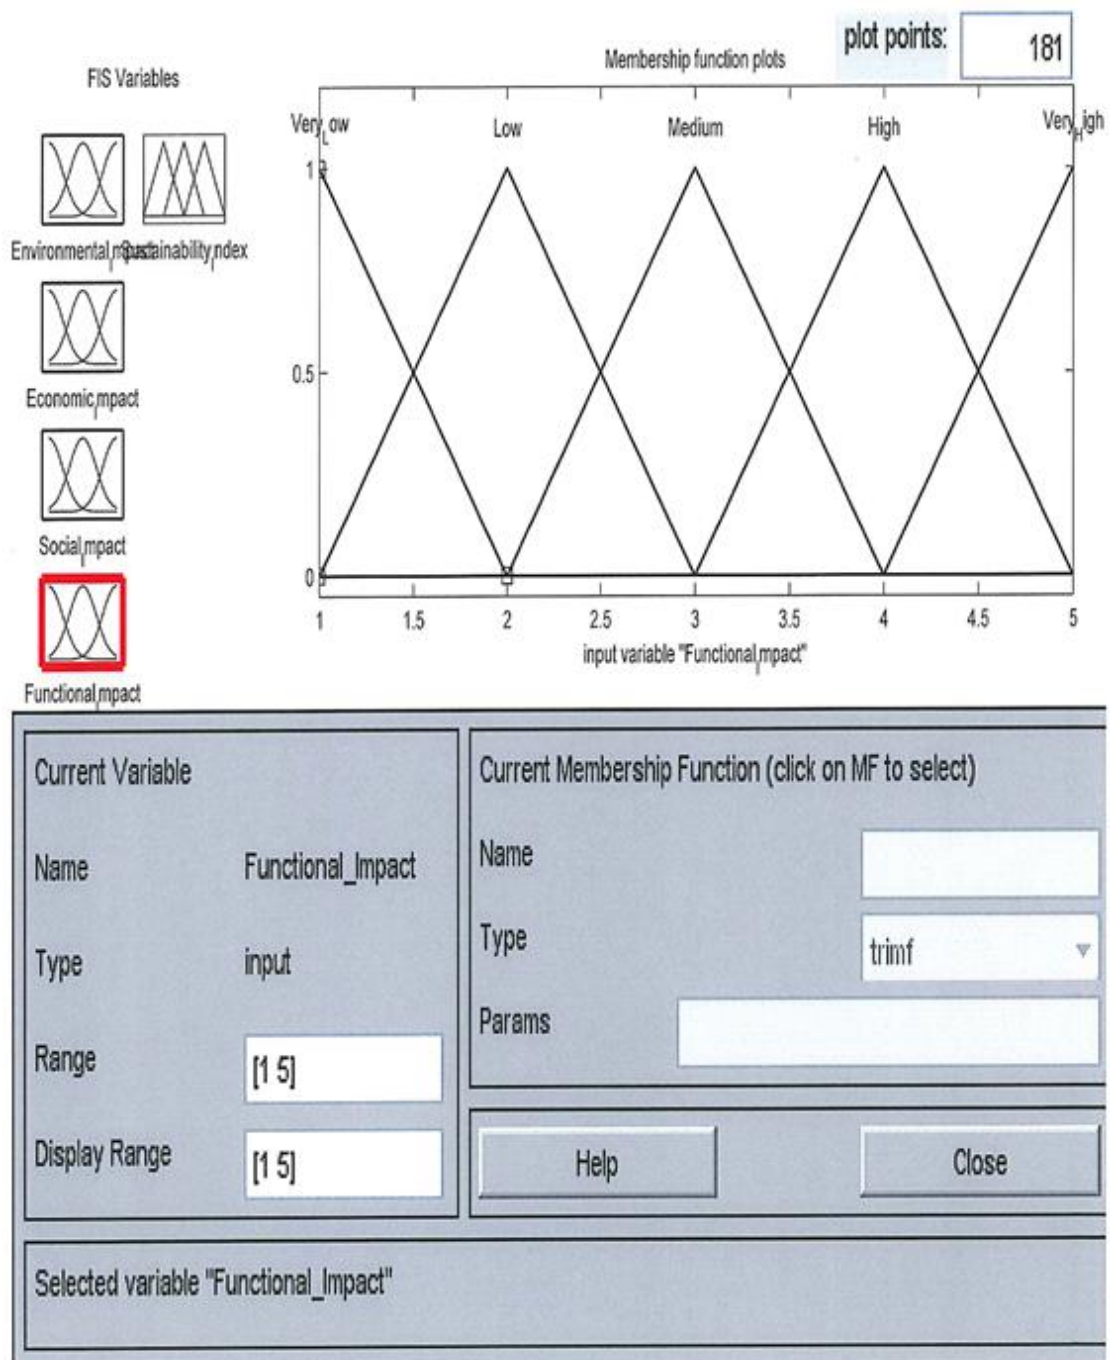 plot points: 181
Membership function plots
FIS Variables
Very_Low Low Medium High Very_High
1
0.5
0
1 1.5 2 2.5 3 3.5 4 4.5 5
input variable "Functional_Impact"
Environmental_Impact
Sustainability_Index
Economic_Impact
Social_Impact
Functional_Impact
Current Variable
Name Functional_Impact
Type input
Range [1 5]
Display Range [1 5]
Current Membership Function (click on MF to select)
Name
Type trimf
Params
Help Close
Selected variable "Functional_Impact"